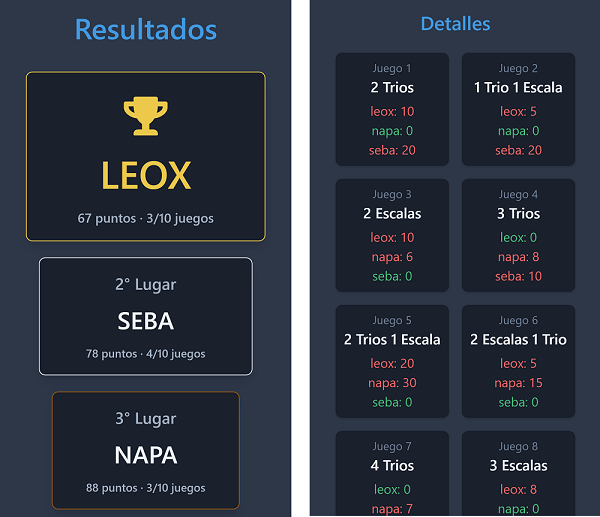 Resultados
LEOX
67 puntos · 3/10 juegos
2° Lugar
SEBA
78 puntos · 4/10 juegos
3° Lugar
NAPA
88 puntos · 3/10 juegos
Detalles
Juego 1
2 Trios
leox: 10
napa: 0
seba: 20
Juego 2
1 Trio 1 Escala
leox: 5
napa: 0
seba: 20
Juego 3
2 Escalas
leox: 10
napa: 6
seba: 0
Juego 4
3 Trios
leox: 0
napa: 8
seba: 10
Juego 5
2 Trios 1 Escala
leox: 20
napa: 30
seba: 0
Juego 6
2 Escalas 1 Trio
leox: 5
napa: 15
seba: 0
Juego 7
4 Trios
leox: 0
napa: 7
Juego 8
3 Escalas
leox: 8
napa: 0